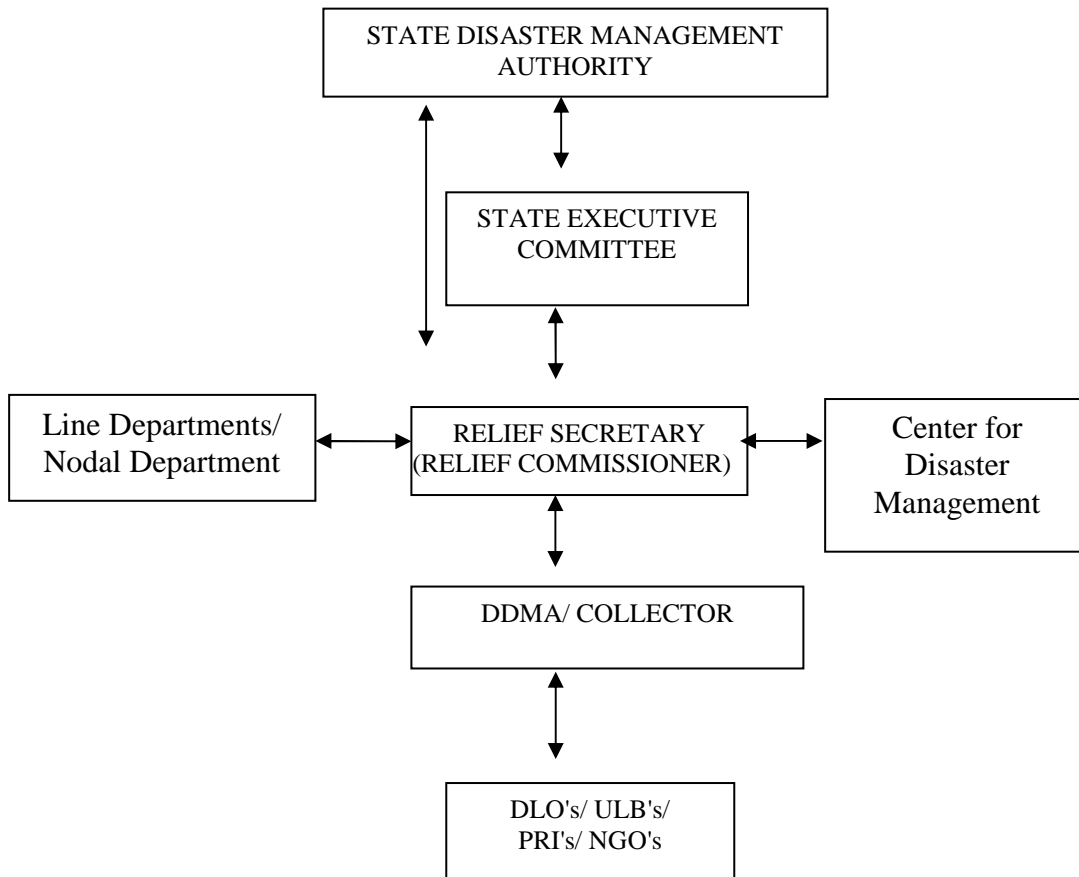 STATE DISASTER MANAGEMENT
AUTHORITY
STATE EXECUTIVE
COMMITTEE
Line Departments/
Nodal Department
RELIEF SECRETARY
(RELIEF COMMISSIONER)
Center for
Disaster
Management
DDMA/ COLLECTOR
DLO's/ ULB's/
PRI's/ NGO's